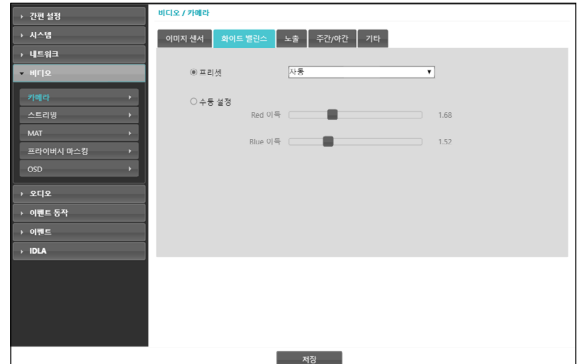 간편 설정
시스템
네트워크
비디오
카메라
스트리밍
MAT
프라이버시 마스킹
OSD
오디오
이벤트 동작
이벤트
IDLA
비디오 / 카메라
이미지 센서 화이트 밸런스 노출 주간/야간 기타
프리셋 자동
수동 설정
Red 이득 1.68
Blue 이득 1.52
저장